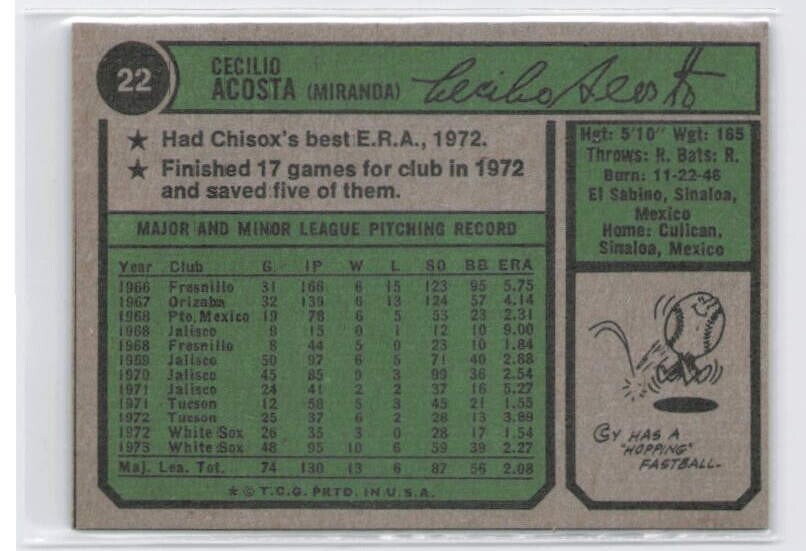 22
CECILIO
ACOSTA (MIRANDA) Cecilio Acosta
★ Had Chisox's best E.R.A., 1972.
★ Finished 17 games for club in 1972
and saved five of them.
Hgt: 5'10" Wgt: 165
Throws: R. Bats: R.
Born: 11-22-46
El Sabino, Sinaloa,
Mexico
Home: Culican,
Sinaloa, Mexico
MAJOR AND MINOR LEAGUE PITCHING RECORD
Year Club G. IP W L SO BB ERA
1966 Fresnillo 31 166 6 15 123 95 5.75
1967 Orizaba 32 139 6 13 124 57 4.14
1968 Pto. Mexico 19 78 6 5 53 23 2.31
1968 Jalisco 9 15 0 1 12 10 9.00
1968 Fresnillo 8 44 5 0 23 10 1.84
1969 Jalisco 50 97 6 5 71 40 2.88
1970 Jalisco 45 85 9 3 99 36 2.54
1971 Jalisco 24 41 2 2 37 16 5.27
1971 Tucson 12 58 5 3 45 21 1.55
1972 Tucson 25 37 6 2 28 13 3.89
1972 White Sox 26 35 3 0 28 17 1.54
1973 White Sox 48 95 10 6 59 39 2.27
Maj. Lea. Tot. 74 130 13 6 87 56 2.08
★ © T.C.G. PRTD. IN U.S.A.
CY HAS A
"HOPPING"
FASTBALL.